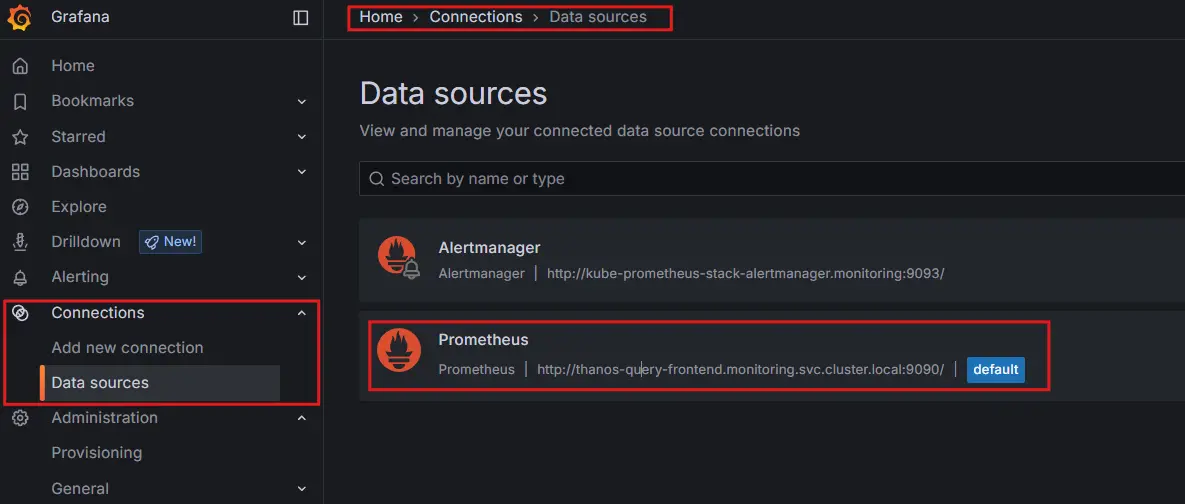 Grafana
Home > Connections > Data sources
Home
Bookmarks
Starred
Dashboards
Explore
Drilldown New!
Alerting
Connections
Add new connection
Data sources
Administration
Provisioning
General
Data sources
View and manage your connected data source connections
Search by name or type
Alertmanager
Alertmanager | http://kube-prometheus-stack-alertmanager.monitoring:9093/
Prometheus
Prometheus | http://thanos-query-frontend.monitoring.svc.cluster.local:9090/ | default